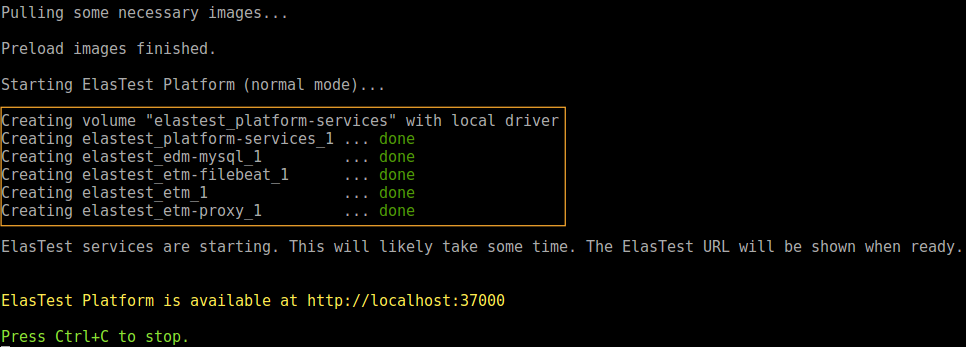 Pulling some necessary images...
Preload images finished.
Starting ElasTest Platform (normal mode)...
Creating volume "elastest_platform-services" with local driver
Creating elastest_platform-services_1 ... done
Creating elastest_edm-mysql_1         ... done
Creating elastest_etm-filebeat_1      ... done
Creating elastest_etm_1               ... done
Creating elastest_etm-proxy_1         ... done
ElasTest services are starting. This will likely take some time. The ElasTest URL will be shown when ready.
ElasTest Platform is available at http://localhost:37000
Press Ctrl+C to stop.